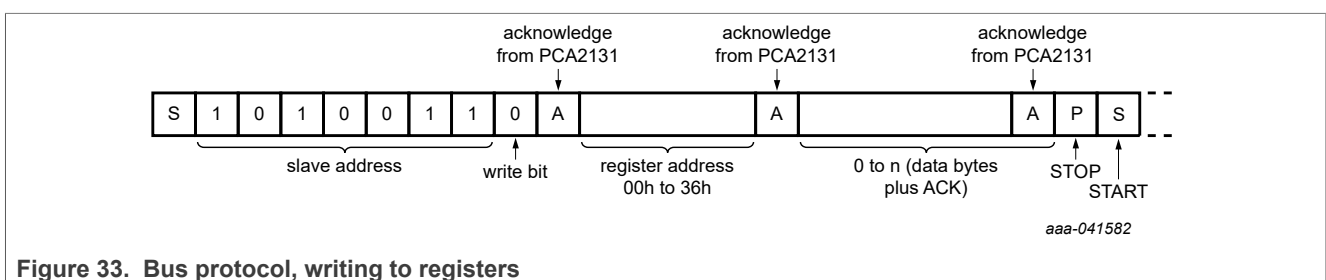 acknowledge acknowledge acknowledge
from PCA2131 from PCA2131 from PCA2131
S 1 0 1 0 0 1 1 0 A A A P S
slave address write bit register address 0 to n (data bytes STOP
00h to 36h plus ACK) START
aaa-041582
Figure 33. Bus protocol, writing to registers